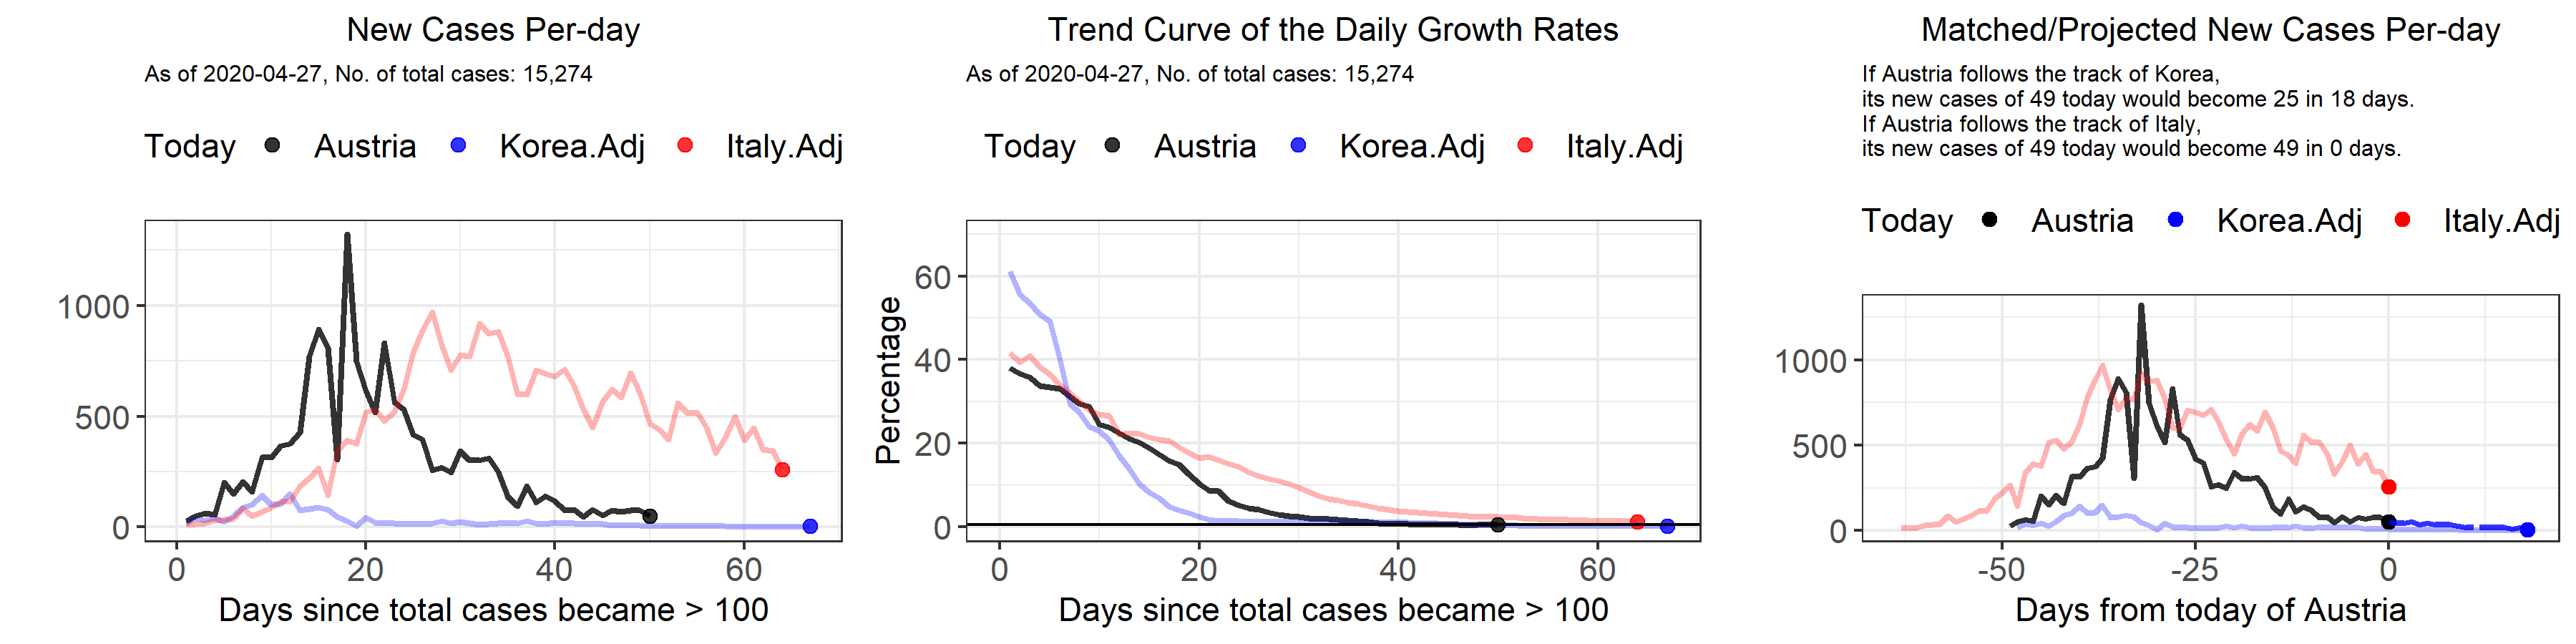 New Cases Per-day
As of 2020-04-27, No. of total cases: 15,274
Today Austria Korea.Adj Italy.Adj
1000
500
0
0 20 40 60
Days since total cases became > 100
Trend Curve of the Daily Growth Rates
As of 2020-04-27, No. of total cases: 15,274
Today Austria Korea.Adj Italy.Adj
Percentage
60
40
20
0
0 20 40 60
Days since total cases became > 100
Matched/Projected New Cases Per-day
If Austria follows the track of Korea,
its new cases of 49 today would become 25 in 18 days.
If Austria follows the track of Italy,
its new cases of 49 today would become 49 in 0 days.
Today Austria Korea.Adj Italy.Adj
1000
500
0
-50 -25 0
Days from today of Austria